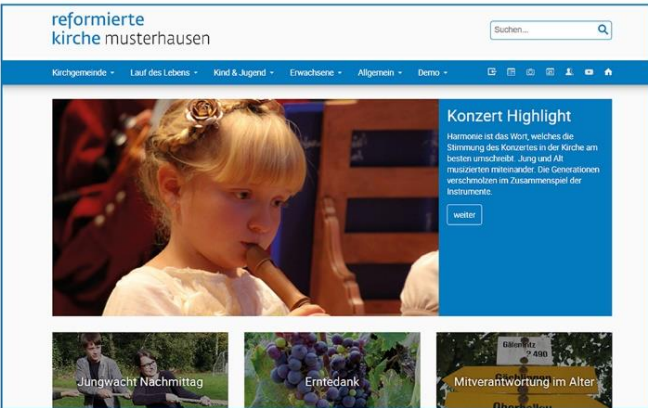 reformierte
kirche musterhausen
Suchen...
Kirchgemeinde
Lauf des Lebens
Kind & Jugend
Erwachsene
Allgemein
Demo
Konzert Highlight
Harmonie ist das Wort, welches die
Stimmung des Konzertes in der Kirche am
besten umschreibt. Jung und Alt
musizierten miteinander. Die Generationen
verschmolzen im Zusammenspiel der
Instrumente.
weiter
Jungwacht Nachmittag
Erntedank
Mitverantwortung im Alter